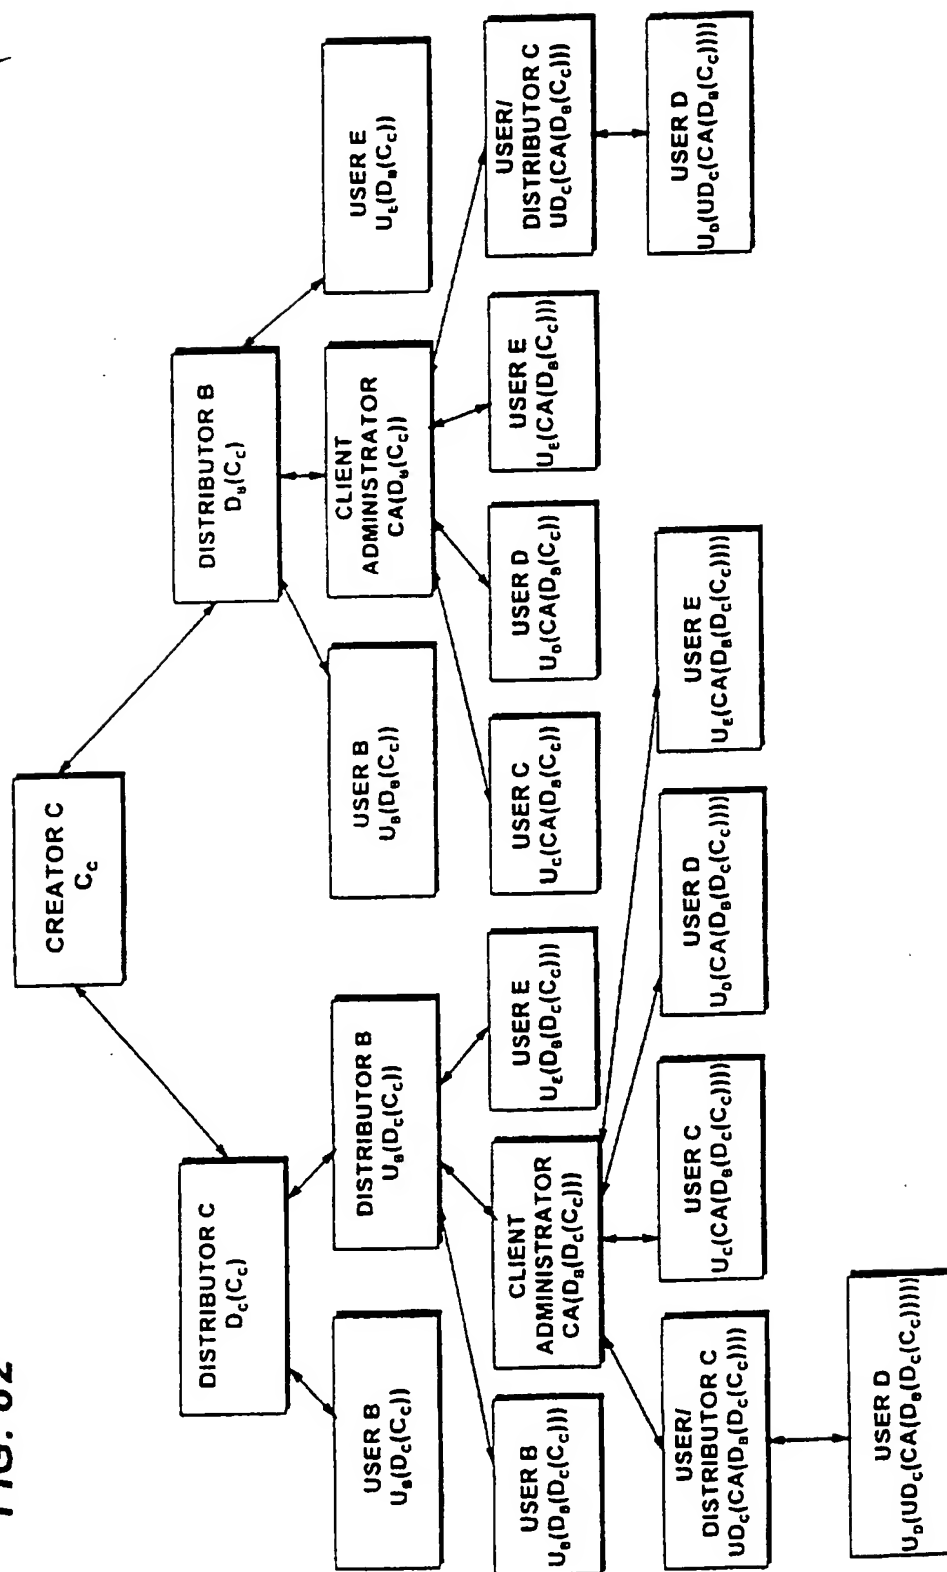 FIG. 82
CREATOR C
C_C
DISTRIBUTOR C
D_C(C_C)
DISTRIBUTOR B
D_B(C_C)
USER B
U_B(D_C(C_C))
DISTRIBUTOR B
U_B(D_C(C_C))
USER B
U_B(D_B(C_C))
CLIENT
ADMINISTRATOR
CA(D_B(C_C))
USER E
U_E(D_B(C_C))
USER B
U_B(D_B(D_C(C_C)))
CLIENT
ADMINISTRATOR
CA(D_B(D_C(C_C)))
USER E
U_E(D_B(D_C(C_C)))
USER C
U_C(CA(D_B(C_C)))
USER D
U_D(CA(D_B(C_C)))
USER E
U_E(CA(D_B(C_C)))
USER/
DISTRIBUTOR C
UD_C(CA(D_B(C_C)))
USER/
DISTRIBUTOR C
UD_C(CA(D_B(D_C(C_C))))
USER C
U_C(CA(D_B(D_C(C_C))))
USER D
U_D(CA(D_B(D_C(C_C))))
USER E
U_E(CA(D_B(D_C(C_C))))
USER D
U_D(UD_C(CA(D_B(C_C))))
USER D
U_D(UD_C(CA(D_B(D_C(C_C)))))